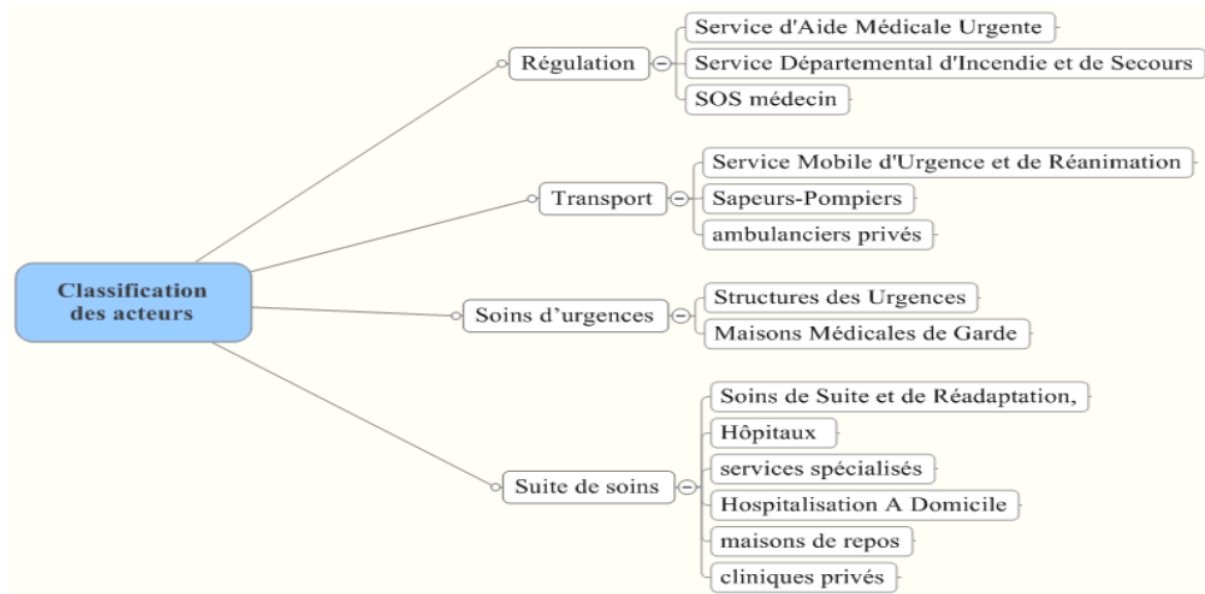 Classification
des acteurs
Régulation
Service d'Aide Médicale Urgente
Service Départemental d'Incendie et de Secours
SOS médecin
Transport
Service Mobile d'Urgence et de Réanimation
Sapeurs-Pompiers
ambulanciers privés
Soins d’urgences
Structures des Urgences
Maisons Médicales de Garde
Suite de soins
Soins de Suite et de Réadaptation,
Hôpitaux
services spécialisés
Hospitalisation A Domicile
maisons de repos
cliniques privés